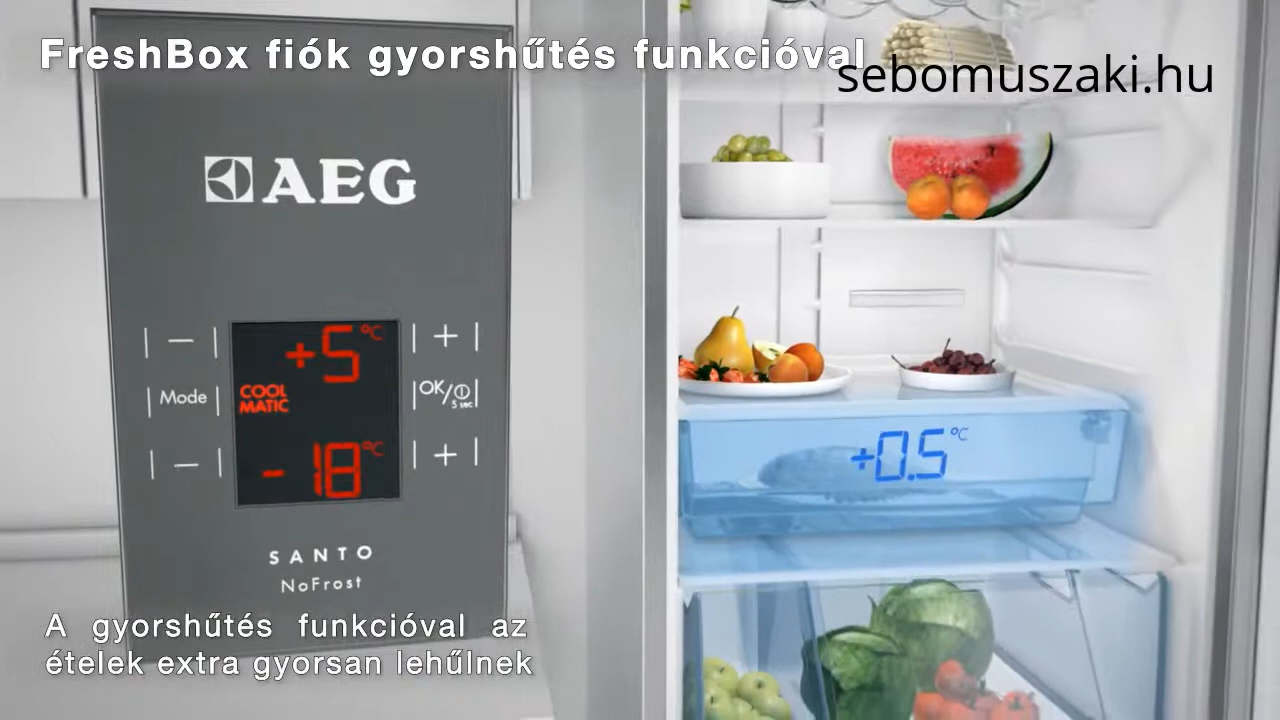 FreshBox fiók gyorshűtés funkcióval
sebomuszaki.hu
AEG
+5 °C
Mode
COOL
MATIC
OK/
5 sec
-18 °C
+0.5 °C
SANTO
NoFrost
A gyorshűtés funkcióval az
ételek extra gyorsan lehűlnek